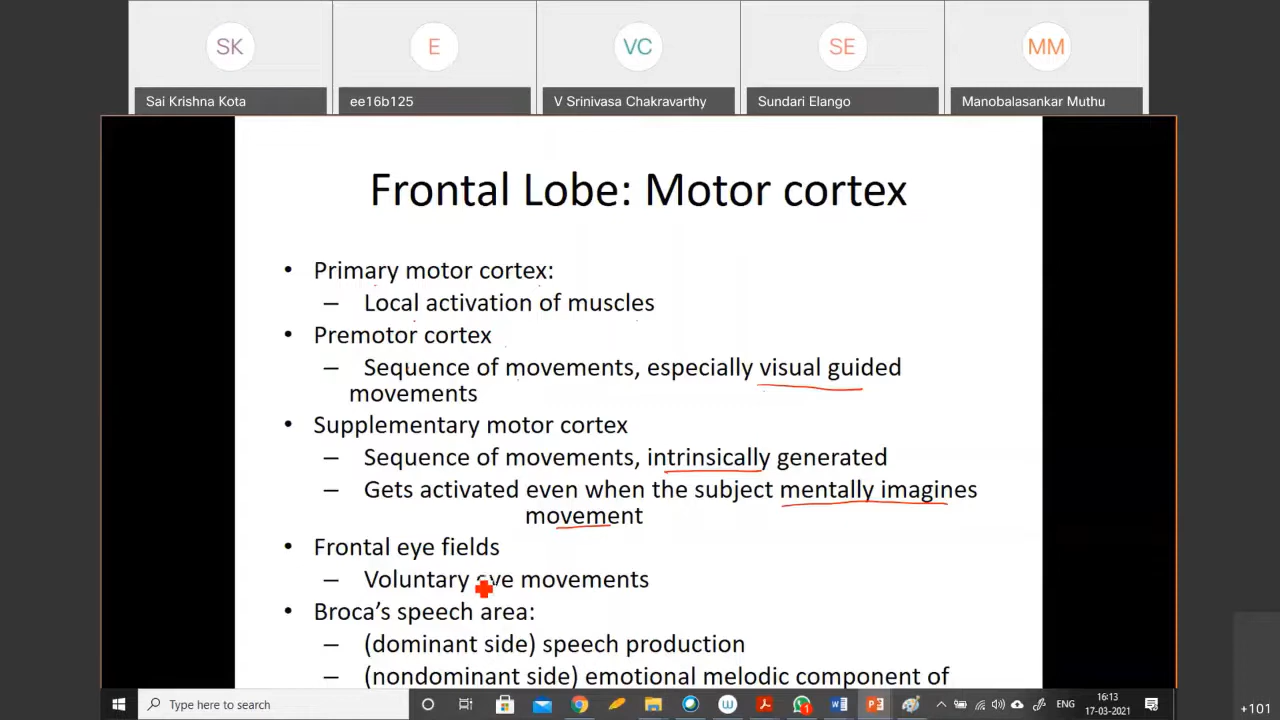 SK
E
VC
SE
MM
Sai Krishna Kota
ee16b125
V Srinivasa Chakravarthy
Sundari Elango
Manobalasankar Muthu
Frontal Lobe: Motor cortex
• Primary motor cortex:
– Local activation of muscles
• Premotor cortex
– Sequence of movements, especially visual guided
movements
• Supplementary motor cortex
– Sequence of movements, intrinsically generated
– Gets activated even when the subject mentally imagines
movement
• Frontal eye fields
– Voluntary eye movements
• Broca's speech area:
– (dominant side) speech production
– (nondominant side) emotional melodic component of
Type here to search
ENG
16:13
17-03-2021
+101